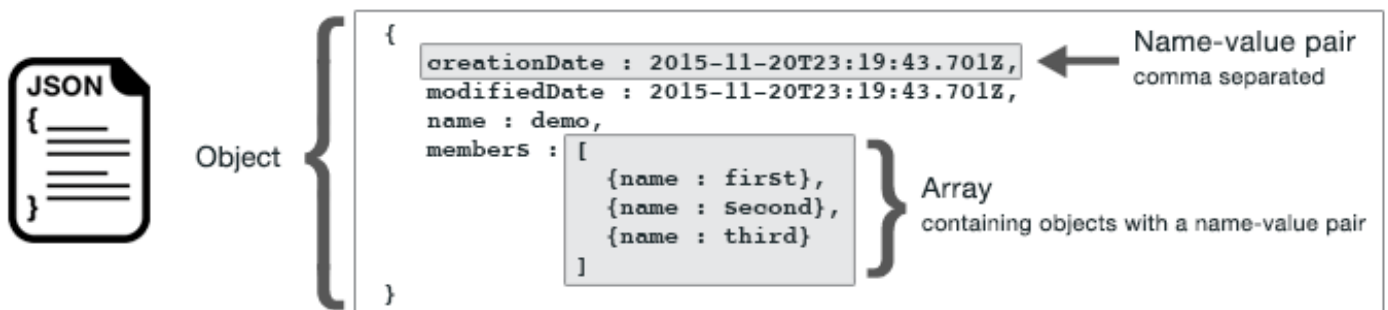 JSON
{
}
Object
{
creationDate : 2015-11-20T23:19:43.701Z,
modifiedDate : 2015-11-20T23:19:43.701Z,
name : demo,
members : [
{name : first},
{name : second},
{name : third}
]
}
Name-value pair
comma separated
Array
containing objects with a name-value pair